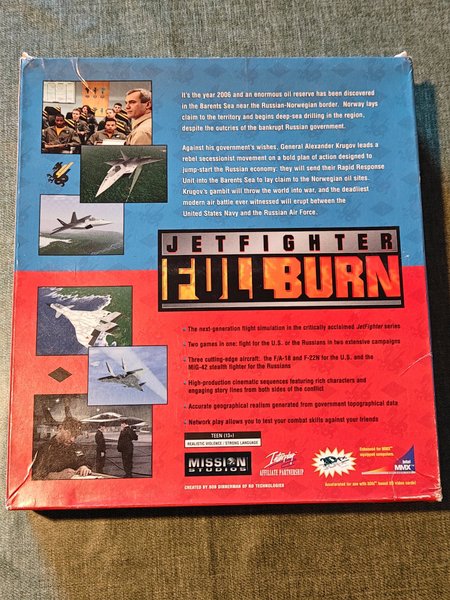 It's the year 2006 and an enormous oil reserve has been discovered
in the Barents Sea near the Russian-Norwegian border. Norway lays
claim to the territory and begins deep-sea drilling in the region,
despite the outcries of the bankrupt Russian government.
Against his government's wishes, General Alexander Krugov leads a
rebel secessionist movement on a bold plan of action designed to
jump-start the Russian economy: they will send their Rapid Response
Unit into the Barents Sea to lay claim to the Norwegian oil sites.
Krugov's gambit will throw the world into war, and the deadliest
modern air battle ever witnessed will erupt between the
United States Navy and the Russian Air Force.
JETFIGHTER
FULL BURN
The next-generation flight simulation in the critically acclaimed JetFighter series
Two games in one: fight for the U.S. or the Russians in two extensive
campaigns
Three cutting-edge aircraft: the F/A-18 and F-22N for the U.S. and the
MiG-42 stealth fighter for the Russians
High-production cinematic sequences featuring rich characters and
engaging story lines from both sides of the conflict
Accurate geographical realism generated from government topographical data
Network play allows you to test your combat skills against your friends
TEEN (13+)
REALISTIC VIOLENCE STRONG LANGUAGE
MISSION
STUDIOS
Interplay
AFFILIATE PARTNERSHIP
Enhanced for MMX™
equipped computers
intel
MMX™
CREATED BY BOB DINNERMAN OF RD TECHNOLOGIES